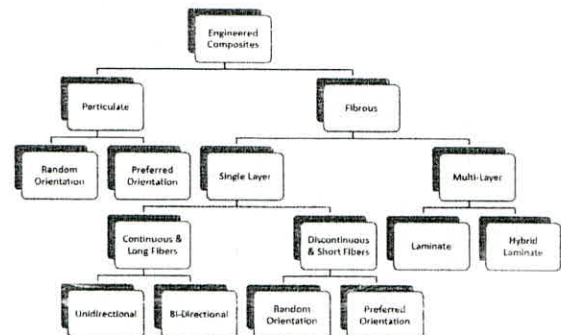 Engineered
Composites
Particulate
Fibrous
Random
Orientation
Preferred
Orientation
Single Layer
Multi-Layer
Continuous &
Long Fibers
Discontinuous
& Short Fibers
Laminate
Hybrid
Laminate
Unidirectional
Bi-Directional
Random
Orientation
Preferred
Orientation